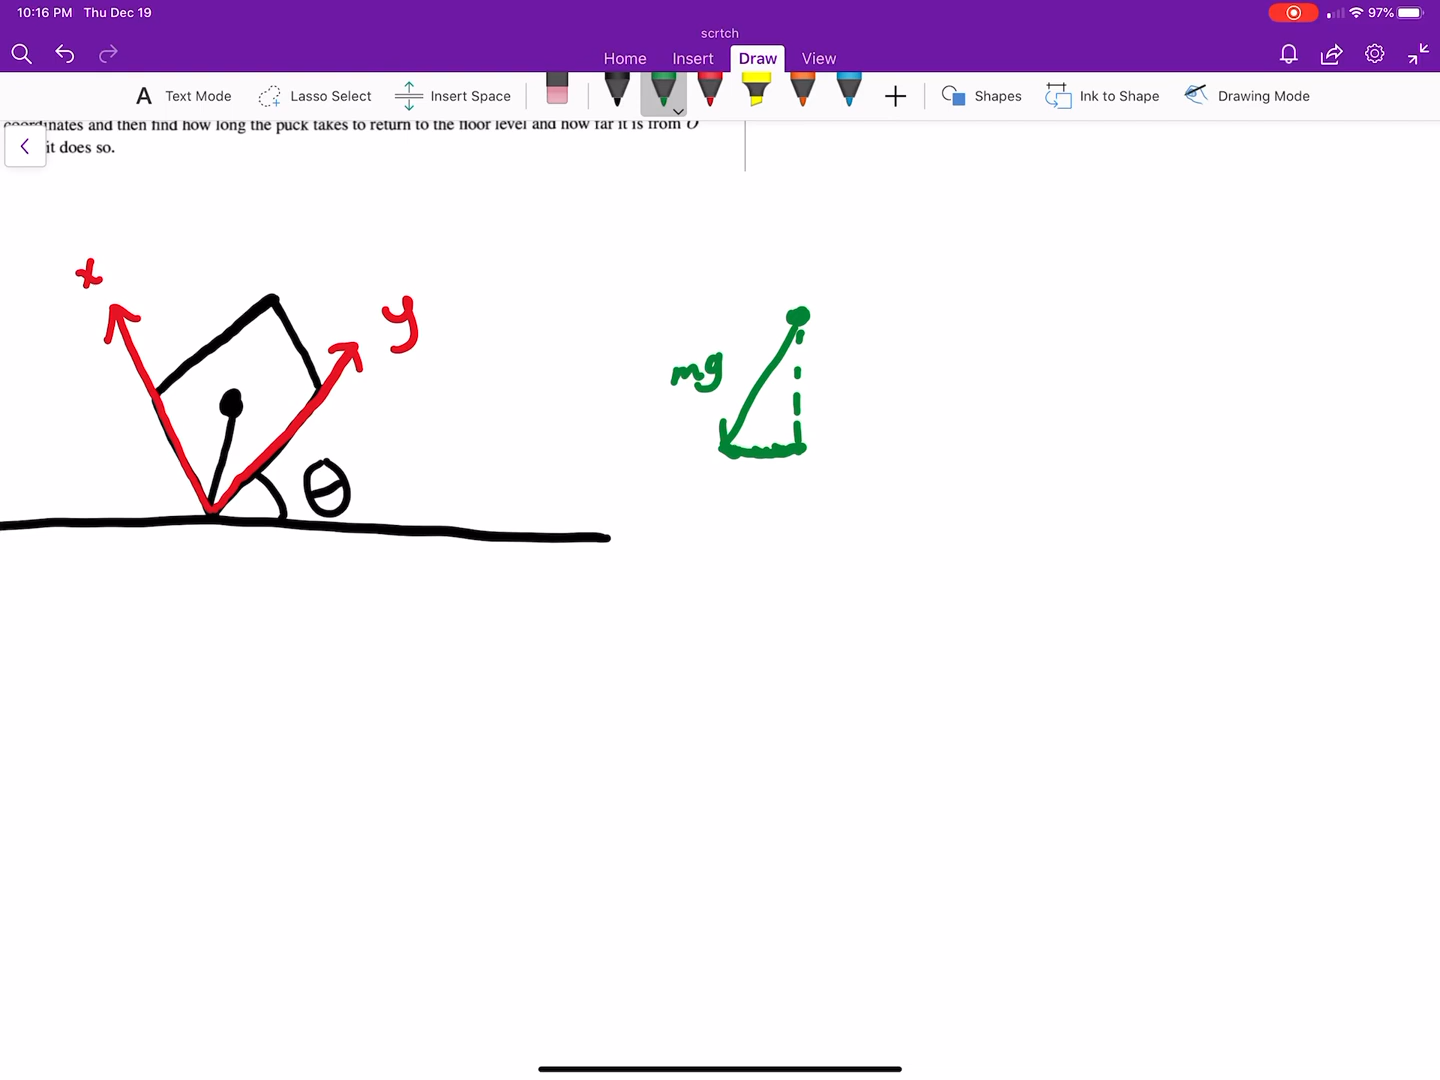 10:16 PM Thu Dec 19
97%
scrtch
Home Insert Draw View
A Text Mode Lasso Select Insert Space Shapes Ink to Shape Drawing Mode
coordinates and then find how long the puck takes to return to the floor level and how far it is from O
it does so.
x
y
mg
θ